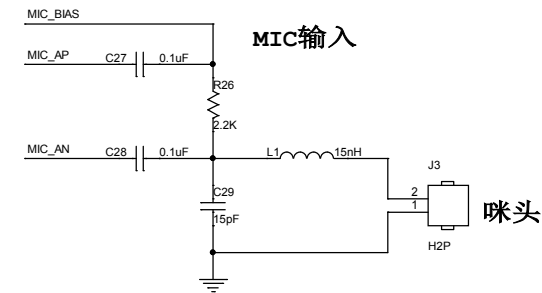 MIC_BIAS
MIC输入
MIC_AP
C27
0.1uF
R26
2.2K
MIC_AN
C28
0.1uF
L1
15nH
J3
C29
15pF
2
1
咪头
H2P